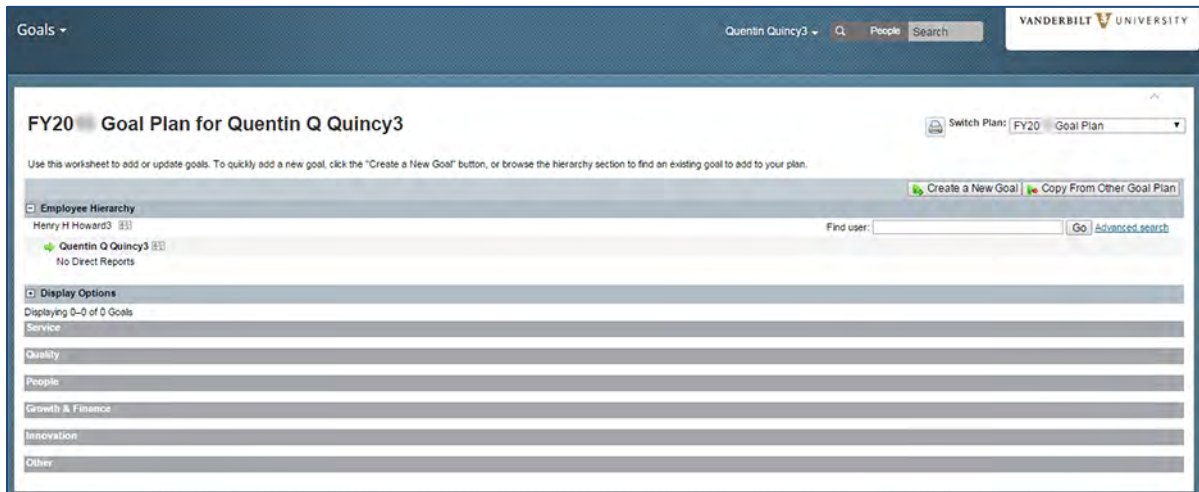 Goals
Quentin Quincy3
People
Search
VANDERBILT UNIVERSITY
FY20 Goal Plan for Quentin Q Quincy3
Switch Plan: FY20 Goal Plan
Use this worksheet to add or update goals. To quickly add a new goal, click the "Create a New Goal" button, or browse the hierarchy section to find an existing goal to add to your plan.
Create a New Goal
Copy From Other Goal Plan
Employee Hierarchy
Henry H Howard3
Find user:
Go
Advanced search
Quentin Q Quincy3
No Direct Reports
Display Options
Displaying 0–0 of 0 Goals
Service
Quality
People
Growth & Finance
Innovation
Other